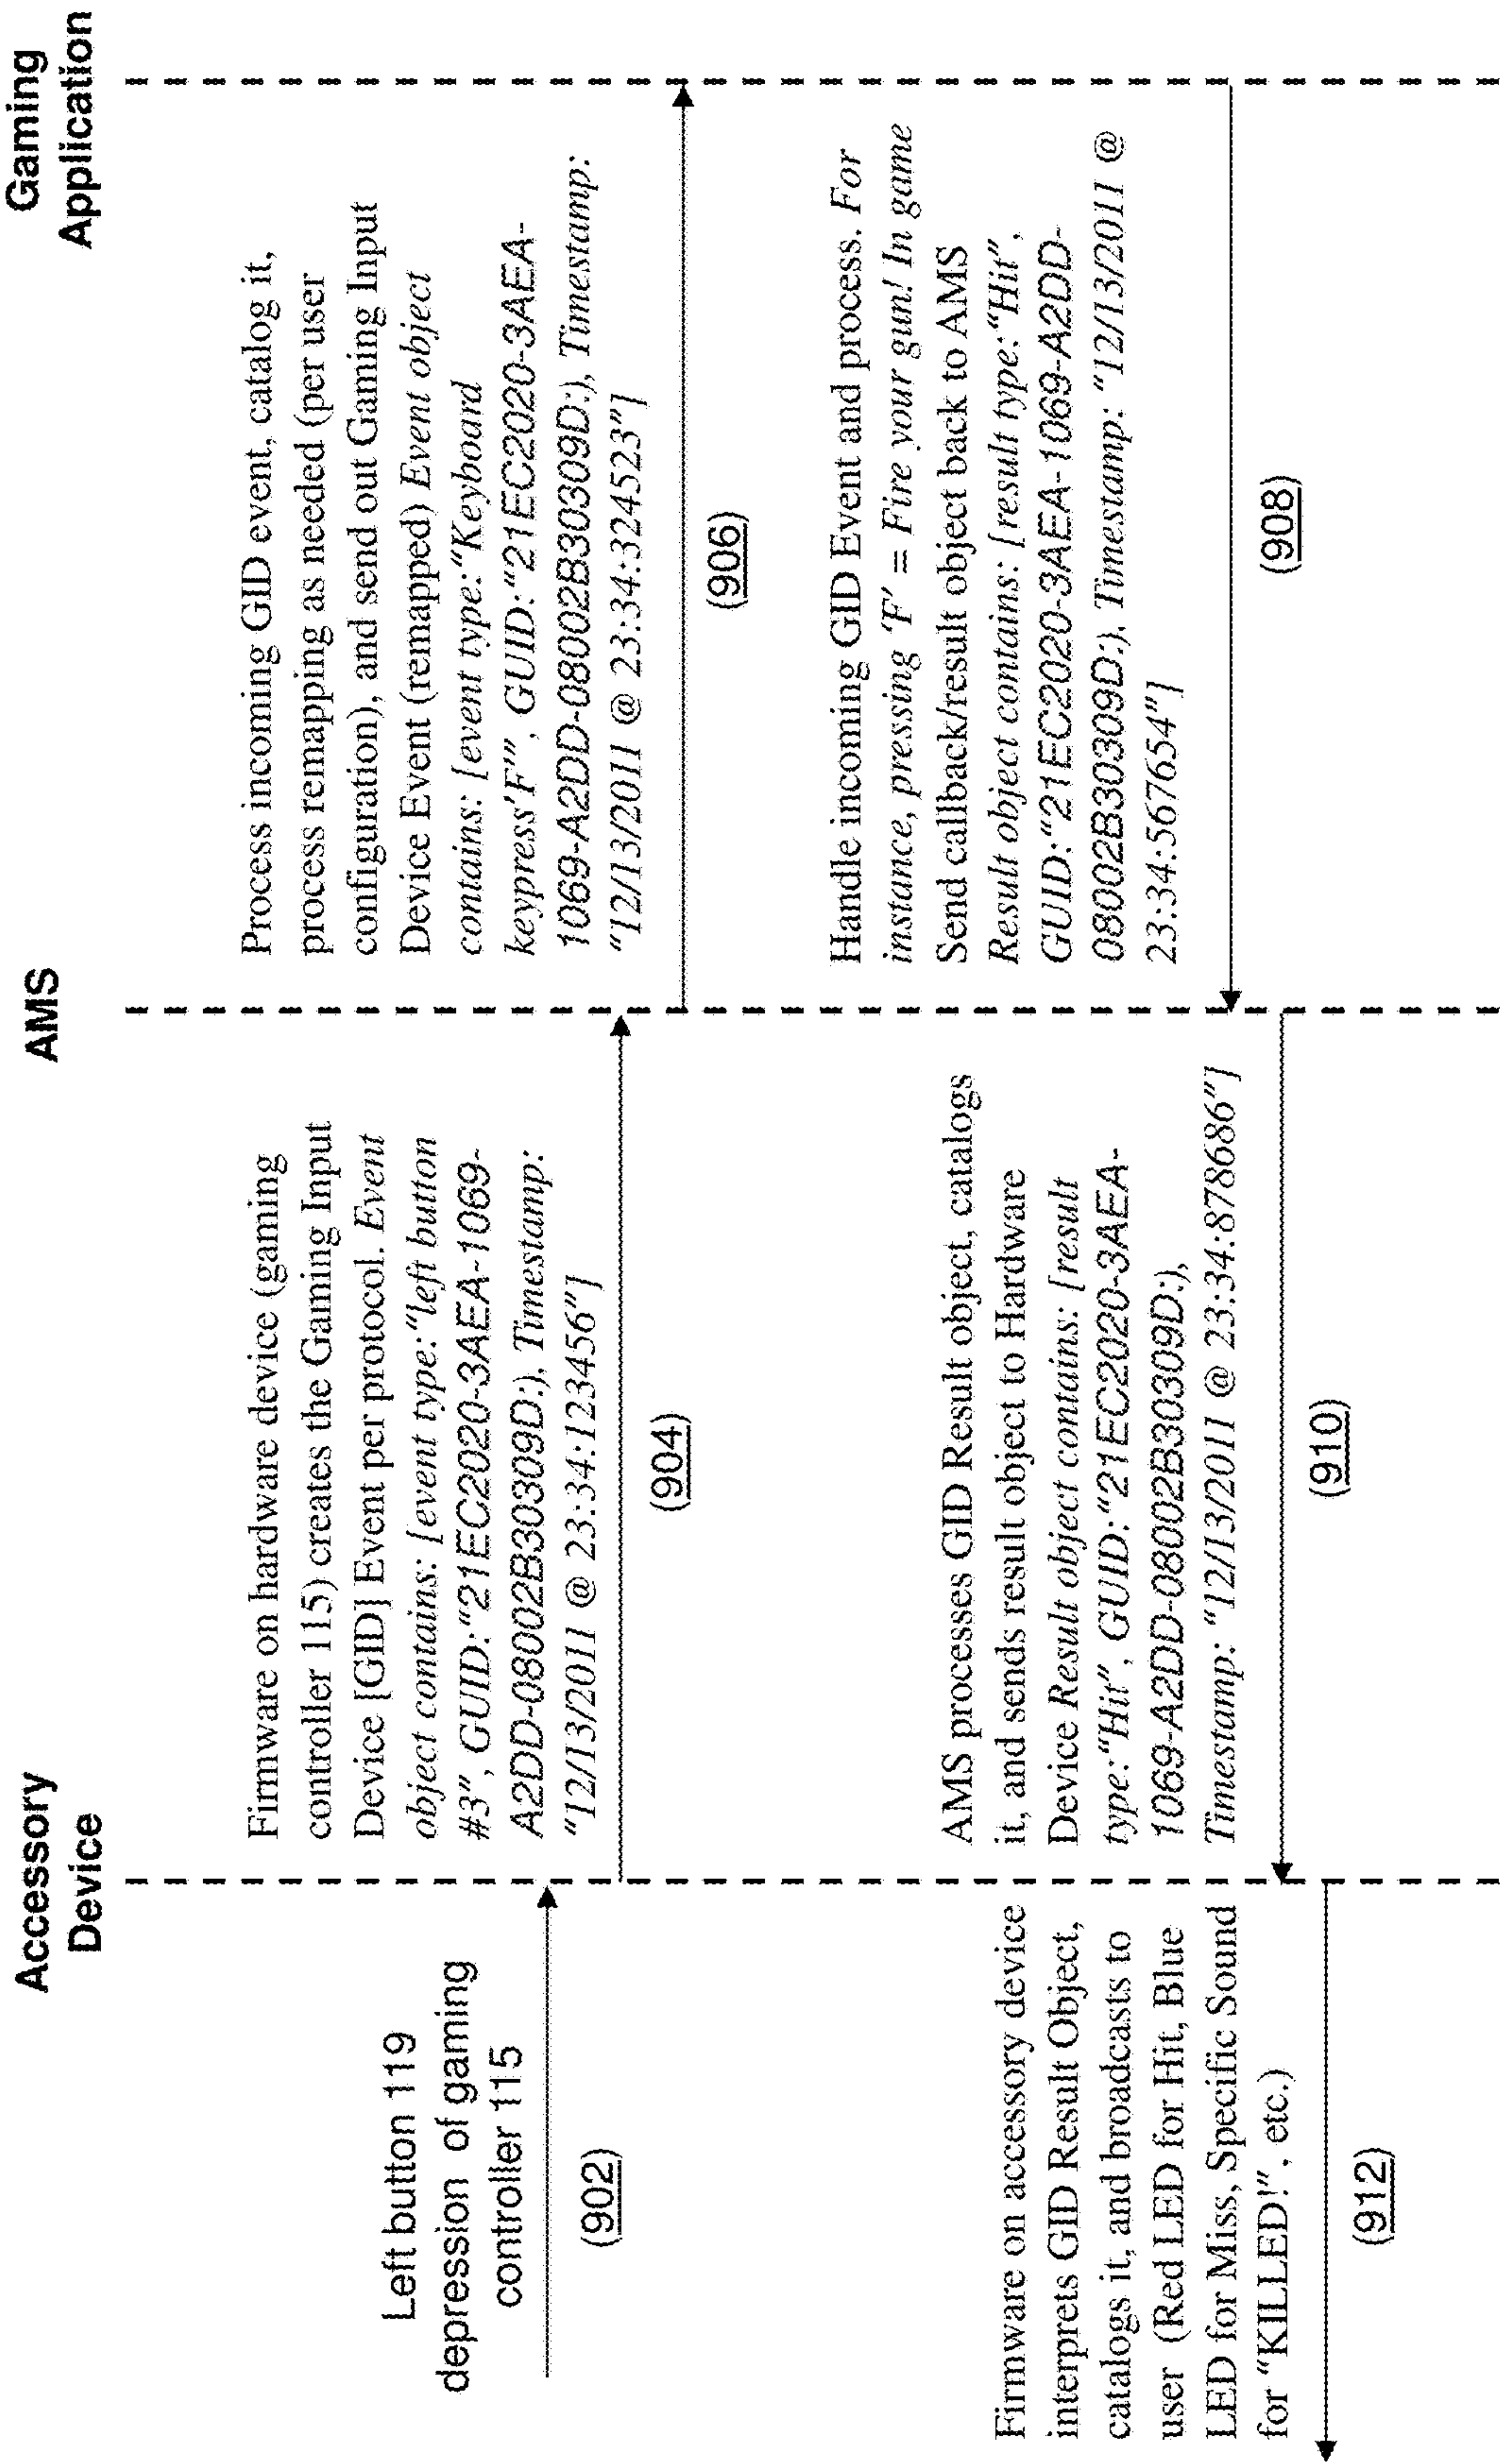 Accessory
Device
AMS
Gaming
Application
Left button 119
depression of gaming
controller 115
(902)
Firmware on hardware device (gaming
controller 115) creates the Gaming Input
Device [GID] Event per protocol. Event
object contains: [event type:"left button
#3", GUID:"21EC2020-3AEA-1069-
A2DD-08002B30309D:), Timestamp:
"12/13/2011 @ 23:34:123456"]
(904)
Process incoming GID event, catalog it,
process remapping as needed (per user
configuration), and send out Gaming Input
Device Event (remapped) Event object
contains: [event type:"Keyboard
keypress'F'", GUID:"21EC2020-3AEA-
1069-A2DD-08002B30309D:), Timestamp:
"12/13/2011 @ 23:34:324523"]
(906)
Handle incoming GID Event and process. For
instance, pressing 'F' = Fire your gun! In game
Send callback/result object back to AMS
Result object contains: [result type:"Hit",
GUID:"21EC2020-3AEA-1069-A2DD-
08002B30309D:), Timestamp: "12/13/2011 @
23:34:567654"]
(908)
AMS processes GID Result object, catalogs
it, and sends result object to Hardware
Device Result object contains: [result
type:"Hit", GUID:"21EC2020-3AEA-
1069-A2DD-08002B30309D:),
Timestamp: "12/13/2011 @ 23:34:878686"]
(910)
Firmware on accessory device
interprets GID Result Object,
catalogs it, and broadcasts to
user (Red LED for Hit, Blue
LED for Miss, Specific Sound
for "KILLED!", etc.)
(912)